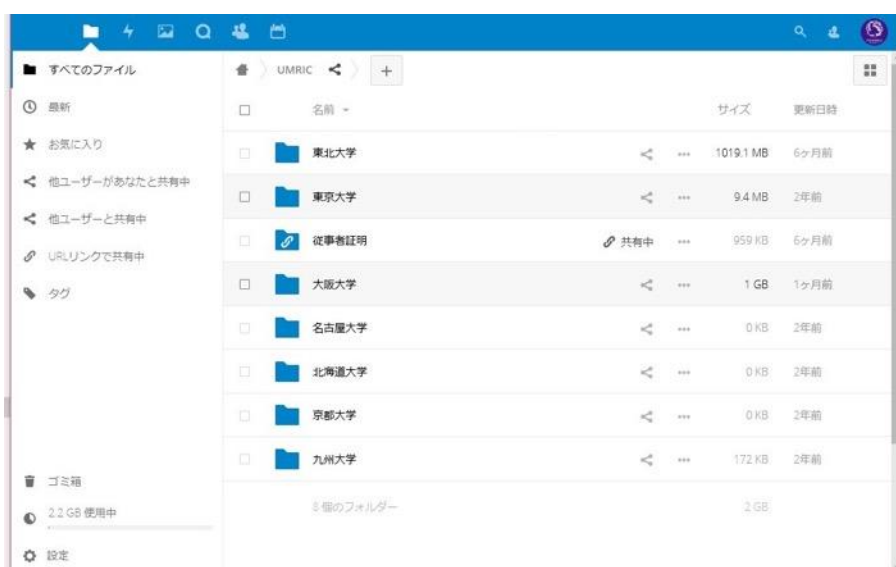 すべてのファイル
最新
お気に入り
他ユーザーがあなたと共有中
他ユーザーと共有中
URLリンクで共有中
タグ
ゴミ箱
2.2 GB 使用中
設定
UMRIC
名前 サイズ 更新日時
東北大学 1019.1 MB 6ヶ月前
東京大学 9.4 MB 2年前
従事者証明 共有中 959 KB 6ヶ月前
大阪大学 1 GB 1ヶ月前
名古屋大学 0 KB 2年前
北海道大学 0 KB 2年前
京都大学 0 KB 2年前
九州大学 172 KB 2年前
8 個のフォルダー 2 GB